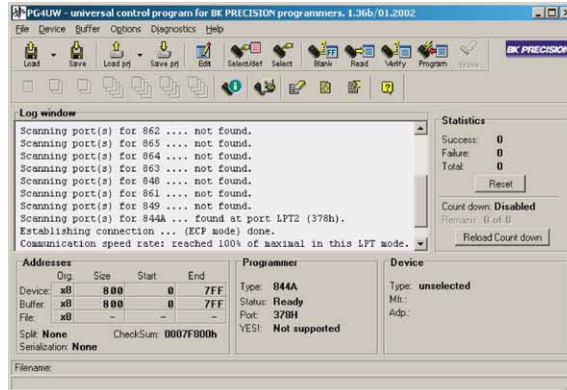 PG4UW - universal control program for BK PRECISION programmers. 1.36b/01.2002
File Device Buffer Options Diagnostics Help
Load Save Load prj Save prj Edit Select/def Select Blank Read Verify Program Erase BK PRECISION
Log window
Scanning port(s) for 862 .... not found.
Scanning port(s) for 865 .... not found.
Scanning port(s) for 864 .... not found.
Scanning port(s) for 863 .... not found.
Scanning port(s) for 848 .... not found.
Scanning port(s) for 861 .... not found.
Scanning port(s) for 849 .... not found.
Scanning port(s) for 844A ... found at port LPT2 (378h).
Establishing connection ... (ECP mode) done.
Communication speed rate: reached 100% of maximal in this LPT mode.
Statistics
Success: 0
Failure: 0
Total: 0
Reset
Count down: Disabled
Remains: 0 of 0
Reload Count down
Addresses
Org. Size Start End
Device: x8 800 0 7FF
Buffer: x8 800 0 7FF
File: x8 - - -
Split: None CheckSum: 0007F800h
Serialization: None
Programmer
Type: 844A
Status: Ready
Port: 378H
YES!: Not supported
Device
Type: unselected
Mfr.:
Adp.:
Filename: